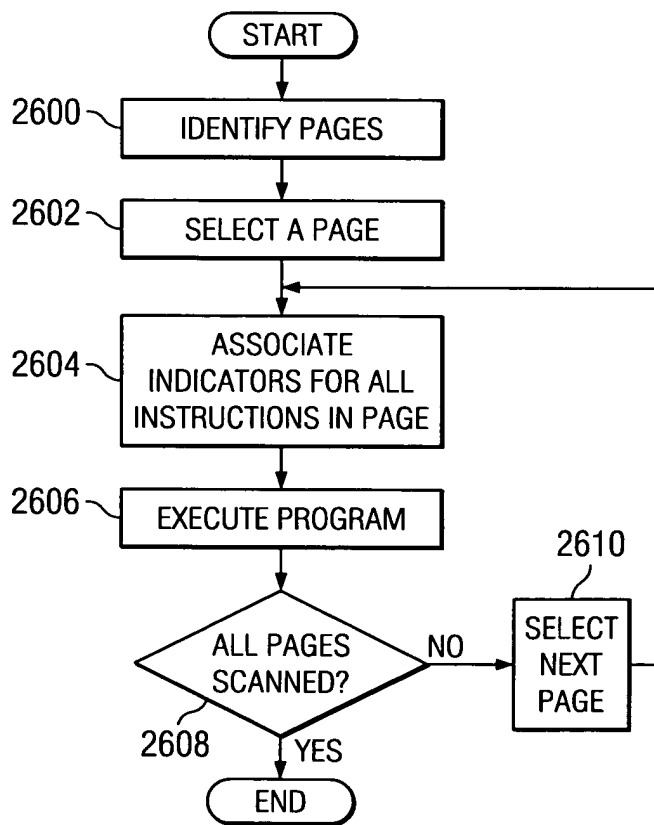 START
2600
IDENTIFY PAGES
2602
SELECT A PAGE
2604
ASSOCIATE
INDICATORS FOR ALL
INSTRUCTIONS IN PAGE
2606
EXECUTE PROGRAM
2610
ALL PAGES
SCANNED?
NO
SELECT
NEXT
PAGE
2608
YES
END